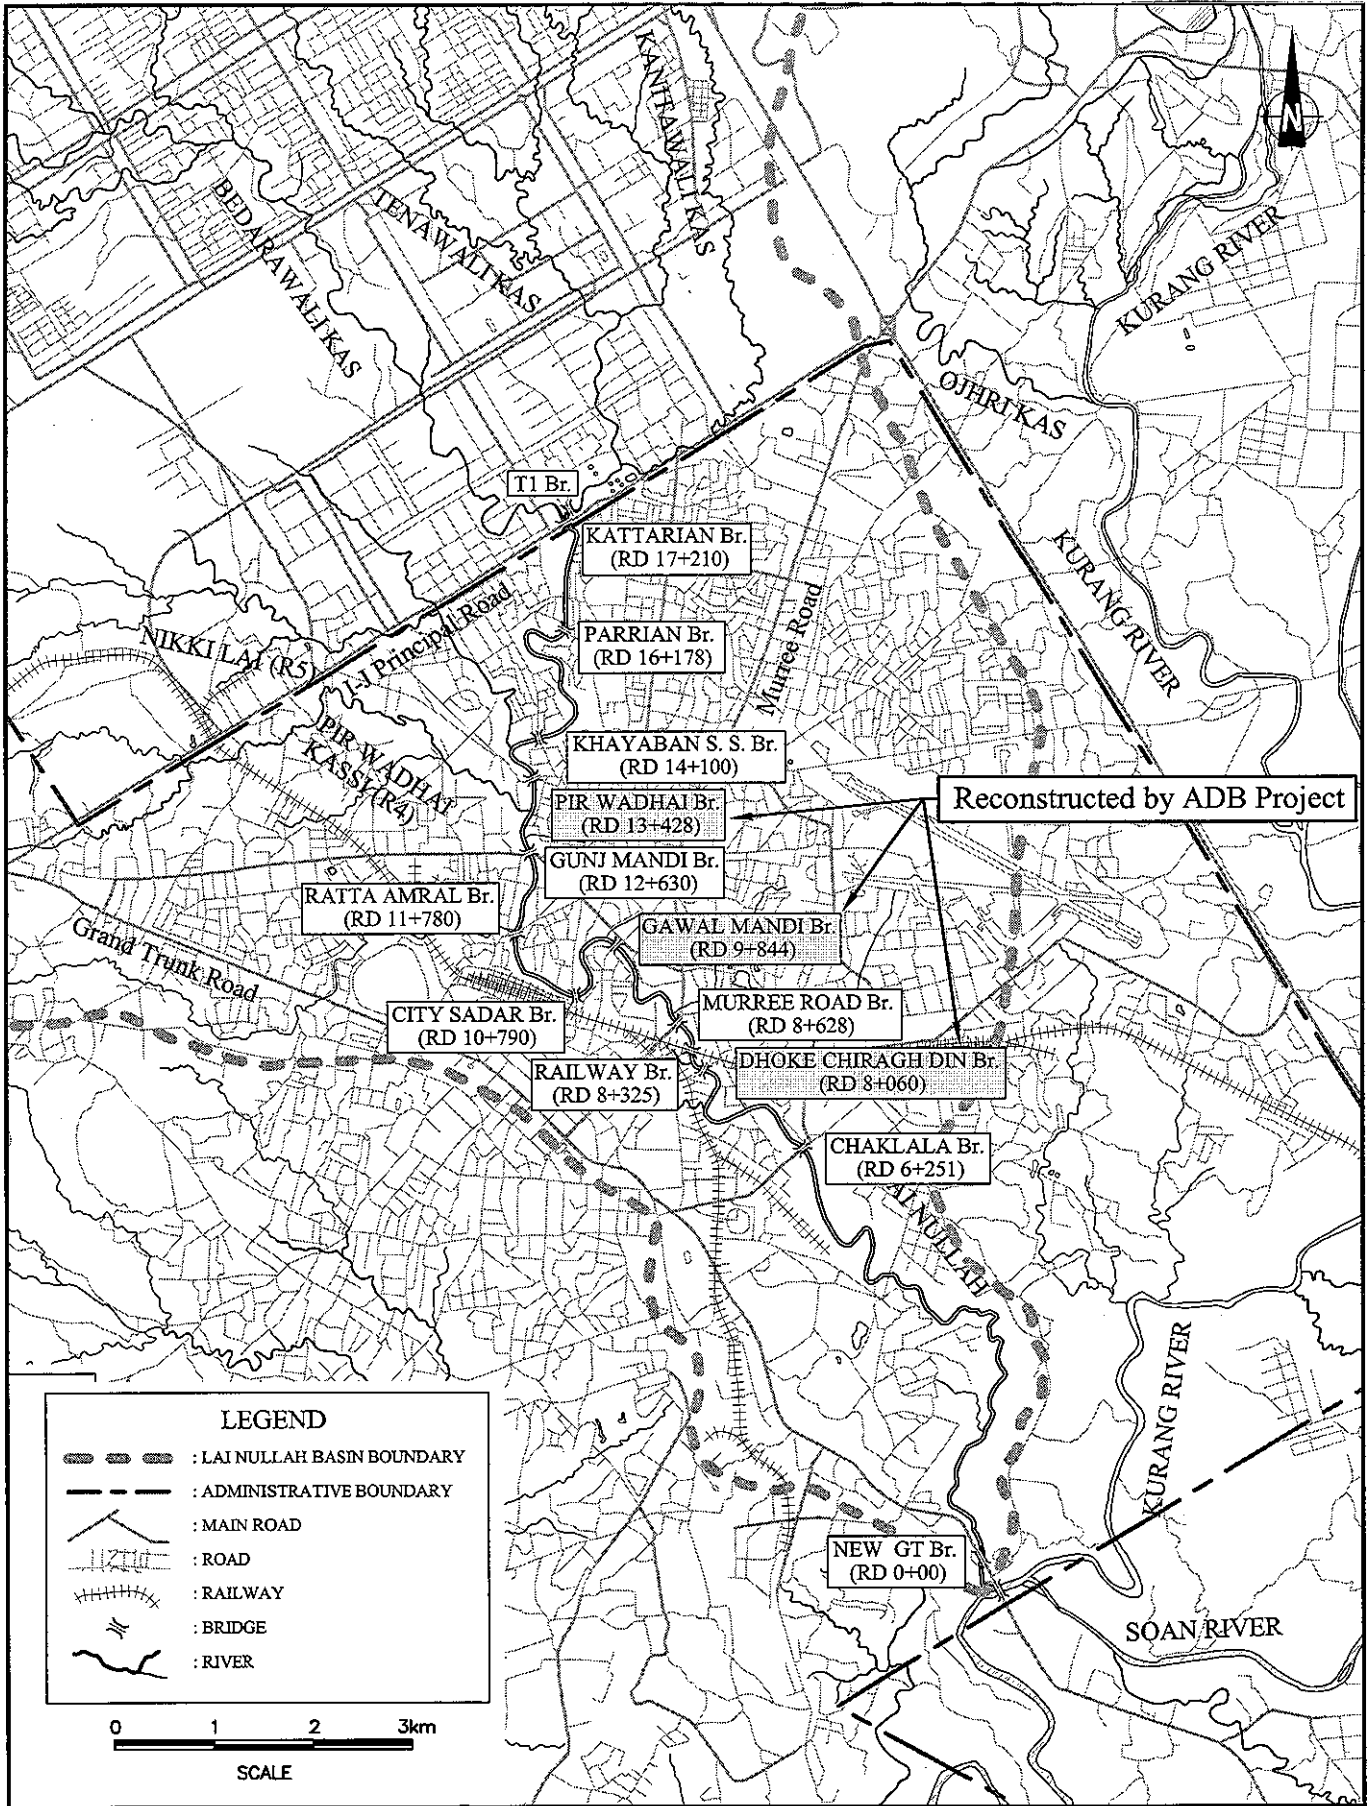 N
KANITAWALI KAS
BEDARAWALI KAS
TENAWALI KAS
KURANG RIVER
OJHRI KAS
T1 Br.
KATTARIAN Br.
(RD 17+210)
KURANG RIVER
I-J Principal Road
Murree Road
NIKKI LAI (R5)
PARRIAN Br.
(RD 16+178)
PIR WADHAI
KASSI (R4)
KHAYABAN S. S. Br.
(RD 14+100)
Reconstructed by ADB Project
PIR WADHAI Br.
(RD 13+428)
GUNJ MANDI Br.
(RD 12+630)
RATTA AMRAL Br.
(RD 11+780)
GAWAL MANDI Br.
(RD 9+844)
Grand Trunk Road
MURREE ROAD Br.
(RD 8+628)
CITY SADAR Br.
(RD 10+790)
DHOKE CHIRAGH DIN Br.
(RD 8+060)
RAILWAY Br.
(RD 8+325)
CHAKLALA Br.
(RD 6+251)
AI NULLAH
KURANG RIVER
LEGEND
: LAI NULLAH BASIN BOUNDARY
: ADMINISTRATIVE BOUNDARY
: MAIN ROAD
: ROAD
: RAILWAY
: BRIDGE
: RIVER
NEW GT Br.
(RD 0+00)
SOAN RIVER
0 1 2 3km
SCALE